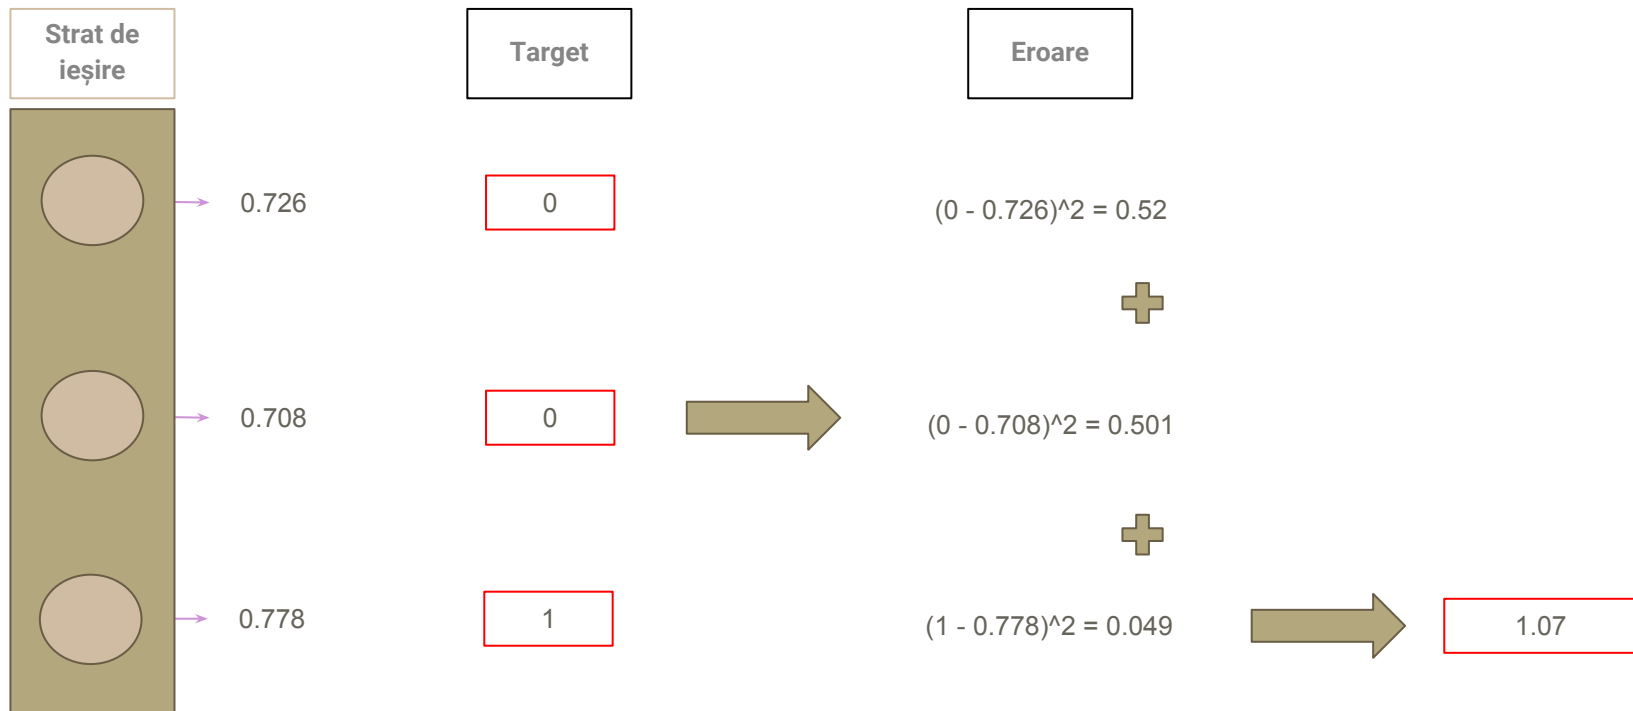 Strat de
ieșire
Target
Eroare
0.726
0
(0 - 0.726)^2 = 0.52
0.708
0
(0 - 0.708)^2 = 0.501
0.778
1
(1 - 0.778)^2 = 0.049
1.07